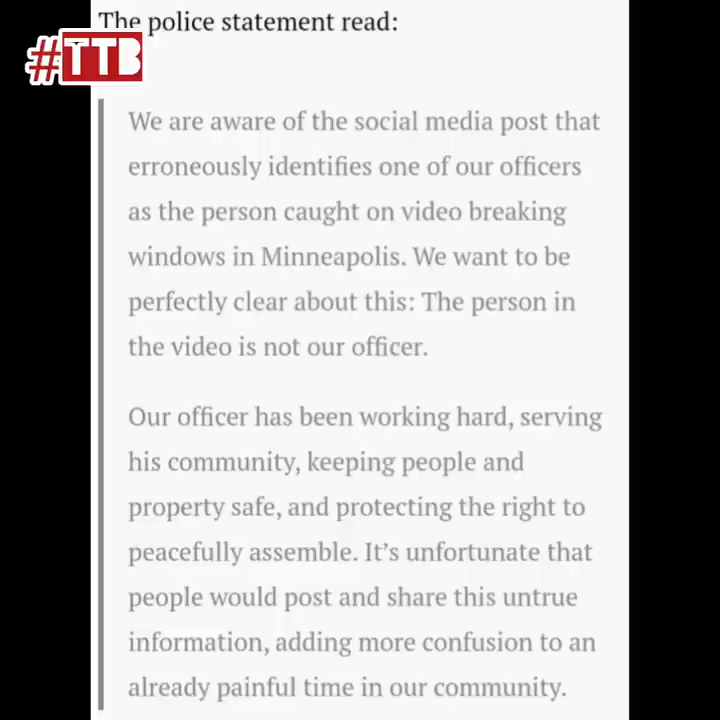 The police statement read:
#TTB
We are aware of the social media post that
erroneously identifies one of our officers
as the person caught on video breaking
windows in Minneapolis. We want to be
perfectly clear about this: The person in
the video is not our officer.
Our officer has been working hard, serving
his community, keeping people and
property safe, and protecting the right to
peacefully assemble. It’s unfortunate that
people would post and share this untrue
information, adding more confusion to an
already painful time in our community.